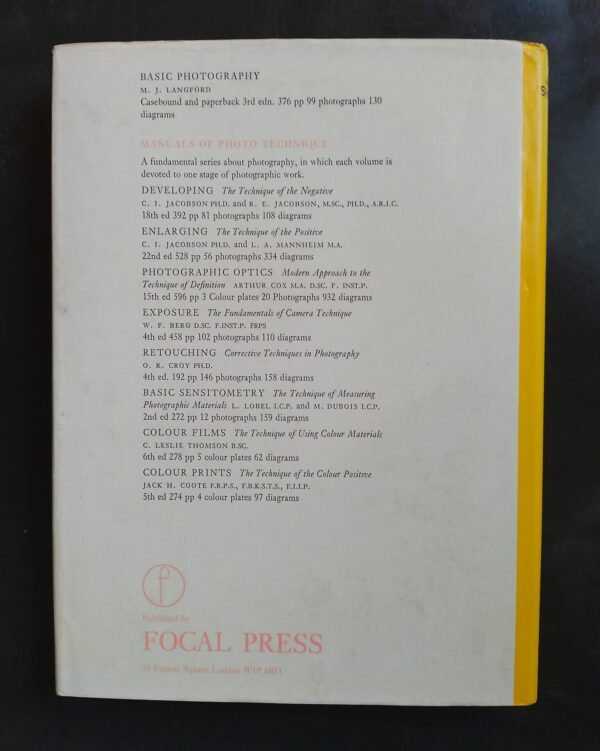 BASIC PHOTOGRAPHY
M. J. LANGFORD
Casebound and paperback 3rd edn. 376 pp 99 photographs 130
diagrams
MANUALS OF PHOTO TECHNIQUE
A fundamental series about photography, in which each volume is
devoted to one stage of photographic work.
DEVELOPING The Technique of the Negative
C. I. JACOBSON PH.D. and R. E. JACOBSON, M.SC., PH.D., A.R.I.C.
18th ed 392 pp 81 photographs 108 diagrams
ENLARGING The Technique of the Positive
C. I. JACOBSON PH.D. and L. A. MANNHEIM M.A.
22nd ed 528 pp 56 photographs 334 diagrams
PHOTOGRAPHIC OPTICS Modern Approach to the
Technique of Definition ARTHUR COX M.A. D.SC. F. INST.P.
15th ed 596 pp 3 Colour plates 20 Photographs 932 diagrams
EXPOSURE The Fundamentals of Camera Technique
W. F. BERG D.SC. F.INST.P. FRPS
4th ed 458 pp 102 photographs 110 diagrams
RETOUCHING Corrective Techniques in Photography
O. R. CROY PH.D.
4th ed. 192 pp 146 photographs 158 diagrams
BASIC SENSITOMETRY The Technique of Measuring
Photographic Materials L. LOBEL I.C.P. and M. DUBOIS I.C.P.
2nd ed 272 pp 12 photographs 159 diagrams
COLOUR FILMS The Technique of Using Colour Materials
C. LESLIE THOMSON B.SC.
6th ed 278 pp 5 colour plates 62 diagrams
COLOUR PRINTS The Technique of the Colour Positive
JACK H. COOTE F.R.P.S., F.B.K.S.T.S., F.I.I.P.
5th ed 274 pp 4 colour plates 97 diagrams
f
Published by
FOCAL PRESS
31 Fitzroy Square London W1P 6BH